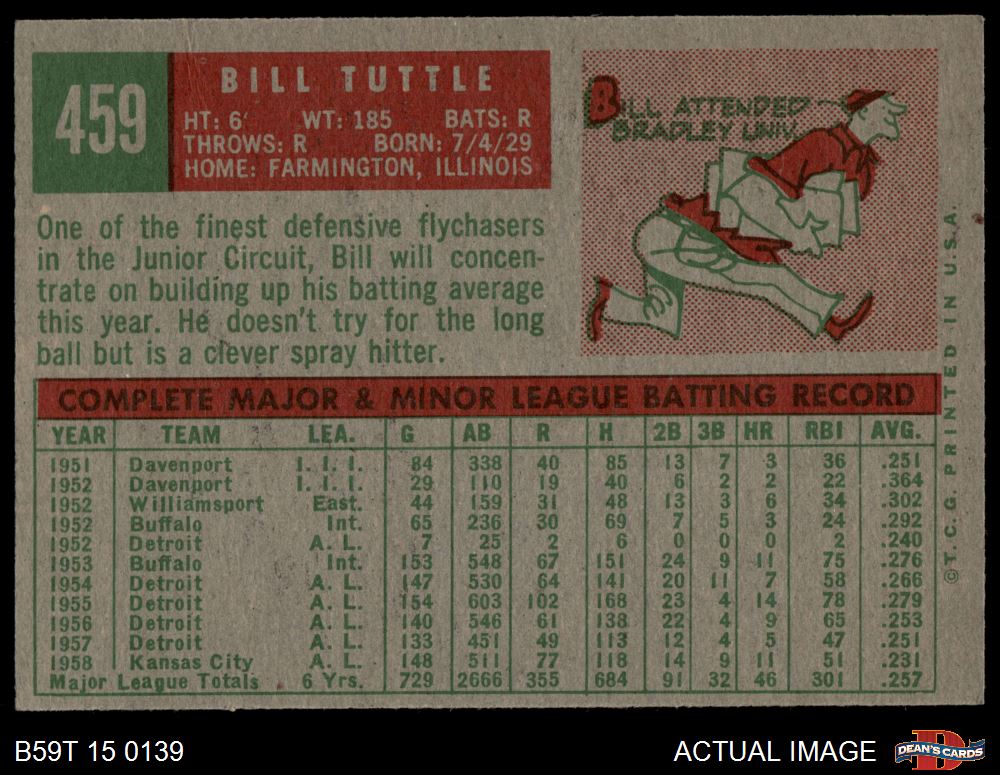 459
BILL TUTTLE
HT: 6' WT: 185 BATS: R
THROWS: R BORN: 7/4/29
HOME: FARMINGTON, ILLINOIS
BILL ATTENDED
BRADLEY UNIV.
One of the finest defensive flychasers
in the Junior Circuit, Bill will concen-
trate on building up his batting average
this year. He doesn't try for the long
ball but is a clever spray hitter.
COMPLETE MAJOR & MINOR LEAGUE BATTING RECORD
YEAR TEAM LEA. G AB R H 2B 3B HR RBI AVG.
1951 Davenport I. I. I. 84 338 40 85 13 7 3 36 .251
1952 Davenport I. I. I. 29 110 19 40 6 2 2 22 .364
1952 Williamsport East. 44 159 31 48 13 3 6 34 .302
1952 Buffalo Int. 65 236 30 69 7 5 3 24 .292
1952 Detroit A. L. 7 25 2 6 0 0 0 2 .240
1953 Buffalo Int. 153 548 67 151 24 9 11 75 .276
1954 Detroit A. L. 147 530 64 141 20 11 7 58 .266
1955 Detroit A. L. 154 603 102 168 23 4 14 78 .279
1956 Detroit A. L. 140 546 61 138 22 4 9 65 .253
1957 Detroit A. L. 133 451 49 113 12 4 5 47 .251
1958 Kansas City A. L. 148 511 77 118 14 9 11 51 .231
Major League Totals 6 Yrs. 729 2666 355 684 91 32 46 301 .257
©T. C. G. PRINTED IN U.S.A.
B59T 15 0139
ACTUAL IMAGE
DEAN'S CARDS